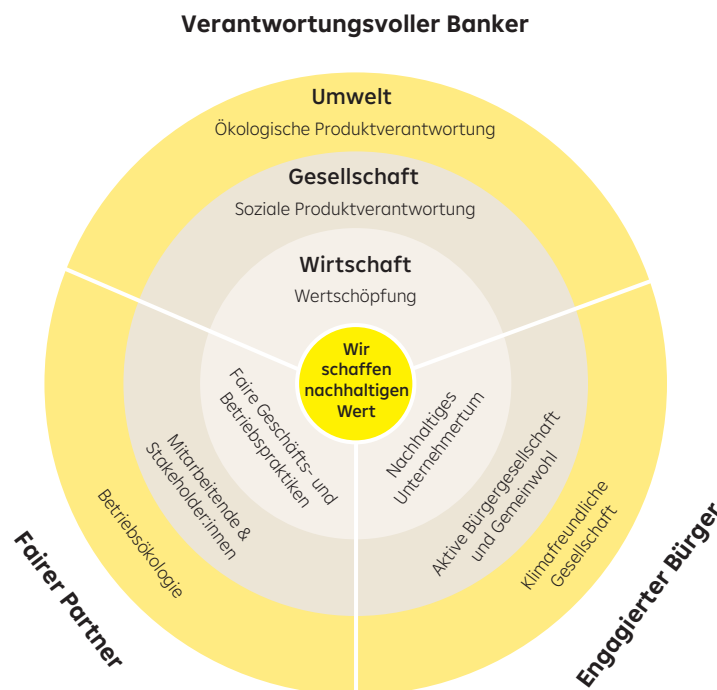 Verantwortungsvoller Banker
Umwelt
Ökologische Produktverantwortung
Gesellschaft
Soziale Produktverantwortung
Wirtschaft
Wertschöpfung
Wir
schaffen
nachhaltigen
Wert
Faire Geschäfts- und
Betriebspraktiken
Mitarbeitende &
Stakeholder:innen
Betriebsökologie
Fairer Partner
Nachhaltiges
Unternehmertum
Aktive Bürgergesellschaft
und Gemeinwohl
Klimafreundliche
Gesellschaft
Engagierter Bürger